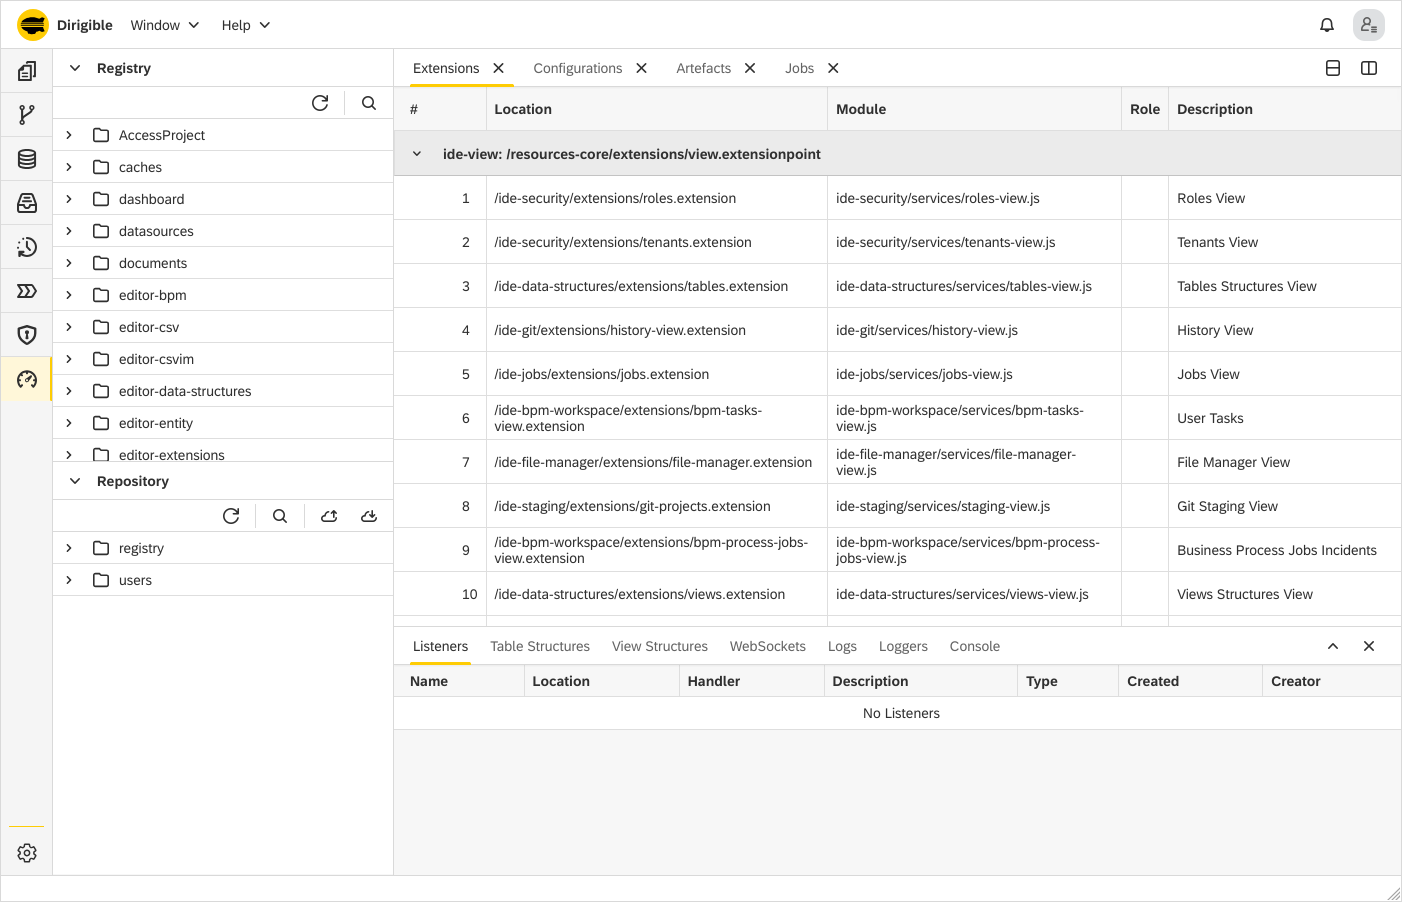 Dirigible Window Help
Registry
AccessProject
caches
dashboard
datasources
documents
editor-bpm
editor-csv
editor-csvim
editor-data-structures
editor-entity
editor-extensions
Repository
registry
users
Extensions Configurations Artefacts Jobs
# Location Module Role Description
ide-view: /resources-core/extensions/view.extensionpoint
1 /ide-security/extensions/roles.extension ide-security/services/roles-view.js Roles View
2 /ide-security/extensions/tenants.extension ide-security/services/tenants-view.js Tenants View
3 /ide-data-structures/extensions/tables.extension ide-data-structures/services/tables-view.js Tables Structures View
4 /ide-git/extensions/history-view.extension ide-git/services/history-view.js History View
5 /ide-jobs/extensions/jobs.extension ide-jobs/services/jobs-view.js Jobs View
6 /ide-bpm-workspace/extensions/bpm-tasks-
view.extension ide-bpm-workspace/services/bpm-tasks-
view.js User Tasks
7 /ide-file-manager/extensions/file-manager.extension ide-file-manager/services/file-manager-
view.js File Manager View
8 /ide-staging/extensions/git-projects.extension ide-staging/services/staging-view.js Git Staging View
9 /ide-bpm-workspace/extensions/bpm-process-jobs-
view.extension ide-bpm-workspace/services/bpm-process-
jobs-view.js Business Process Jobs Incidents
10 /ide-data-structures/extensions/views.extension ide-data-structures/services/views-view.js Views Structures View
Listeners Table Structures View Structures WebSockets Logs Loggers Console
Name Location Handler Description Type Created Creator
No Listeners